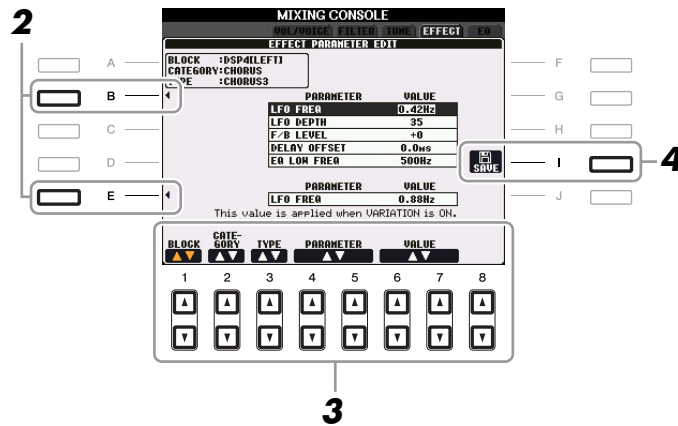 MIXING CONSOLE
VOL/VOICE FILTER TUNE EFFECT EQ
EFFECT PARAMETER EDIT
BLOCK :DSP4[LEFT]
CATEGORY:CHORUS
:CHORUS3
PARAMETER VALUE
LFO FREQ 0.42Hz
LFO DEPTH 35
F/B LEVEL +0
DELAY OFFSET 0.0ms
EQ LOW FREQ 500Hz
PARAMETER VALUE
LFO FREQ 0.88Hz
This value is applied when VARIATION is ON.
BLOCK CATE-GORY TYPE PARAMETER VALUE
SAVE
A
B
C
D
E
F
G
H
I
J
1 2 3 4 5 6 7 8
2
3
4